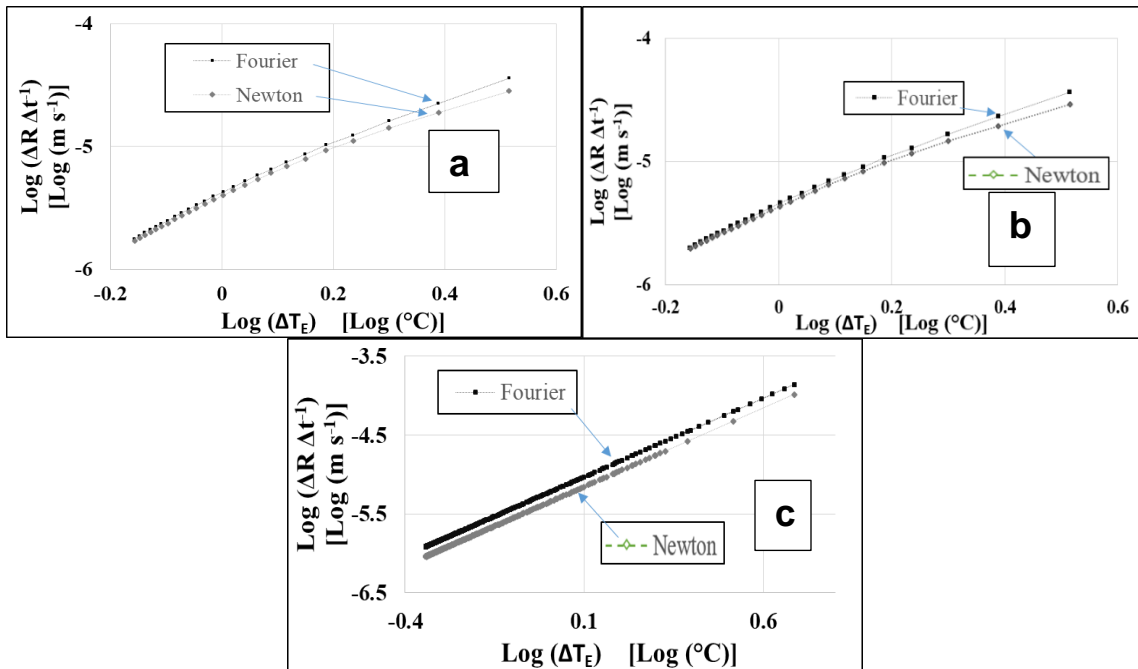 -4
-5
-6
Log (ΔR Δt⁻¹)
[Log (m s⁻¹)]
Fourier
Newton
a
-0.2
0
0.2
0.4
0.6
Log (ΔTE) [Log (°C)]
-4
-5
-6
Log (ΔR Δt⁻¹)
[Log (m s⁻¹)]
Fourier
Newton
b
-0.2
0
0.2
0.4
0.6
Log (ΔTE) [Log (°C)]
-3.5
-4.5
-5.5
-6.5
Log (ΔR Δt⁻¹)
[Log (m s⁻¹)]
Fourier
Newton
c
-0.4
0.1
0.6
Log (ΔTE) [Log (°C)]